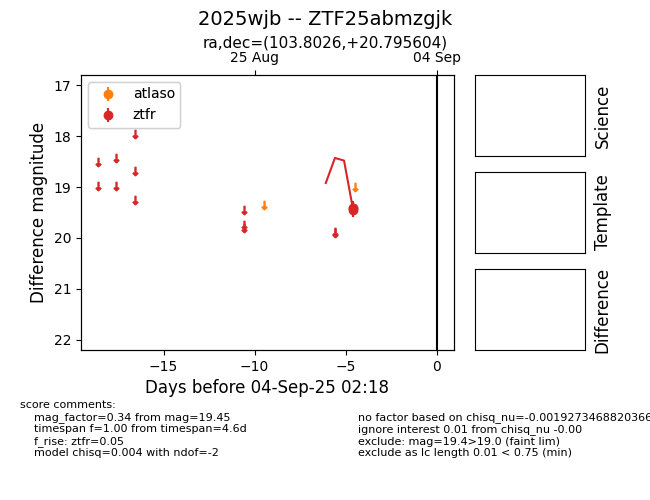 2025wjb -- ZTF25abmzgjk
ra,dec=(103.8026,+20.795604)
25 Aug
04 Sep
atlaso
ztfr
17
18
19
20
21
22
Difference magnitude
−15
−10
−5
0
Days before 04-Sep-25 02:18
Science
Template
Difference
score comments:
mag_factor=0.34 from mag=19.45
timespan f=1.00 from timespan=4.6d
f_rise: ztfr=0.05
model chisq=0.004 with ndof=-2
no factor based on chisq_nu=-0.0019273468820366
ignore interest 0.01 from chisq_nu -0.00
exclude: mag=19.4>19.0 (faint lim)
exclude as lc length 0.01 < 0.75 (min)